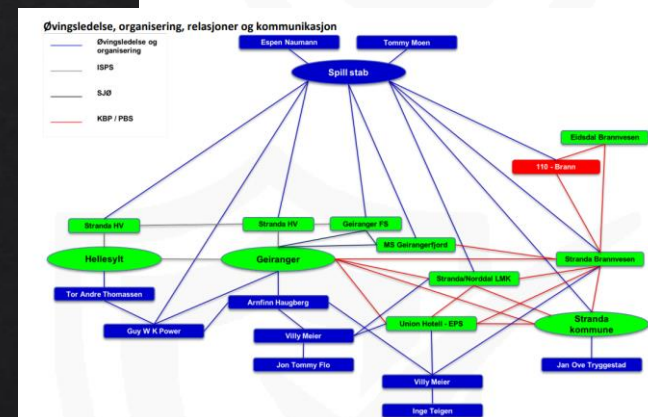 Øvingsledelse, organisering, relasjoner og kommunikasjon
Øvingsledelse og
organisering
ISPS
SJØ
KBP / PBS
Espen Naumann
Tommy Moen
Spill stab
Eidsdal Brannvesen
110 - Brann
Stranda HV
Stranda HV
Geiranger FS
MS Geirangerfjord
Hellesylt
Geiranger
Stranda Brannvesen
Stranda/Norddal LMK
Tor Andre Thomassen
Arnfinn Haugberg
Guy W K Power
Villy Meier
Union Hotell - EPS
Stranda
kommune
Jon Tommy Flo
Jan Ove Tryggestad
Villy Meier
Inge Teigen